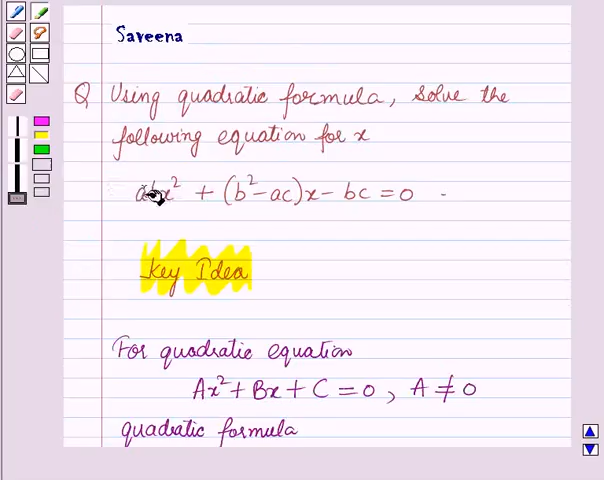 Saveena
Q Using quadratic formula, solve the
following equation for x
abx² + (b² - ac)x - bc = 0
Key Idea
For quadratic equation
Ax² + Bx + C = 0, A ≠ 0
quadratic formula